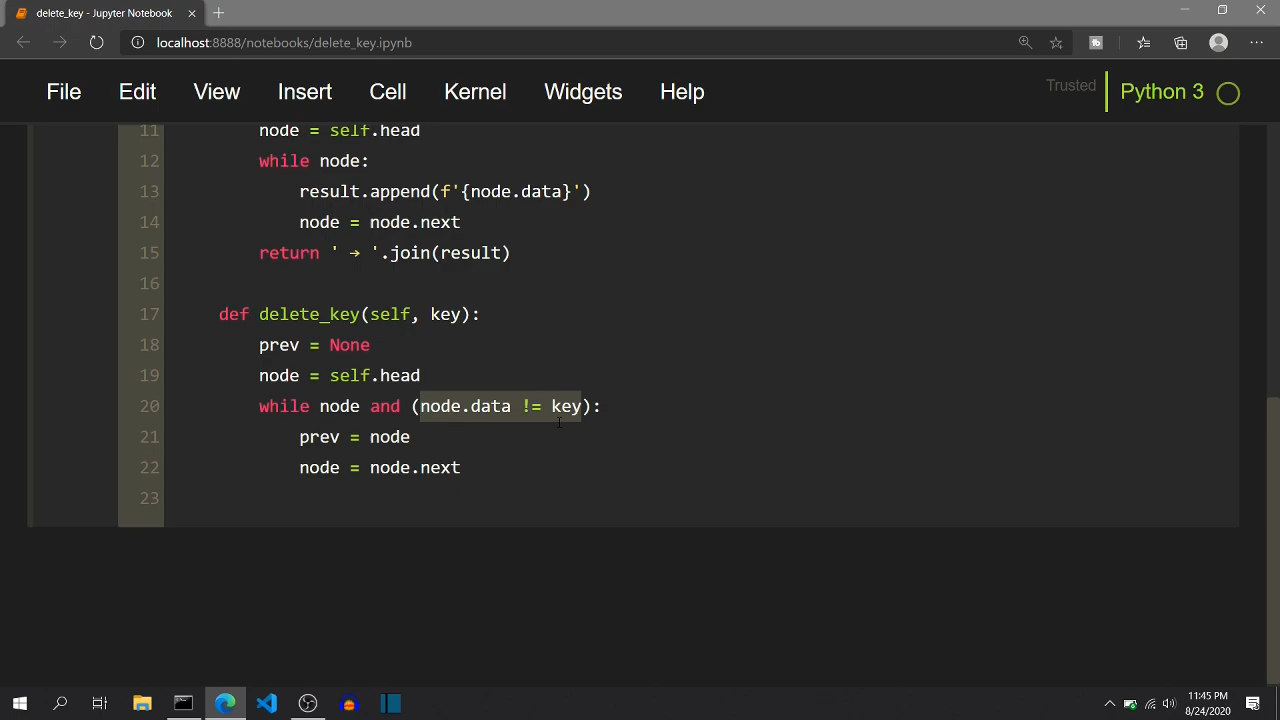 delete_key - Jupyter Notebook
localhost:8888/notebooks/delete_key.ipynb
File Edit View Insert Cell Kernel Widgets Help Trusted Python 3
11 node = self.head
12 while node:
13 result.append(f'{node.data}')
14 node = node.next
15 return ' → '.join(result)
16
17 def delete_key(self, key):
18 prev = None
19 node = self.head
20 while node and (node.data != key):
21 prev = node
22 node = node.next
23
11:45 PM
8/24/2020